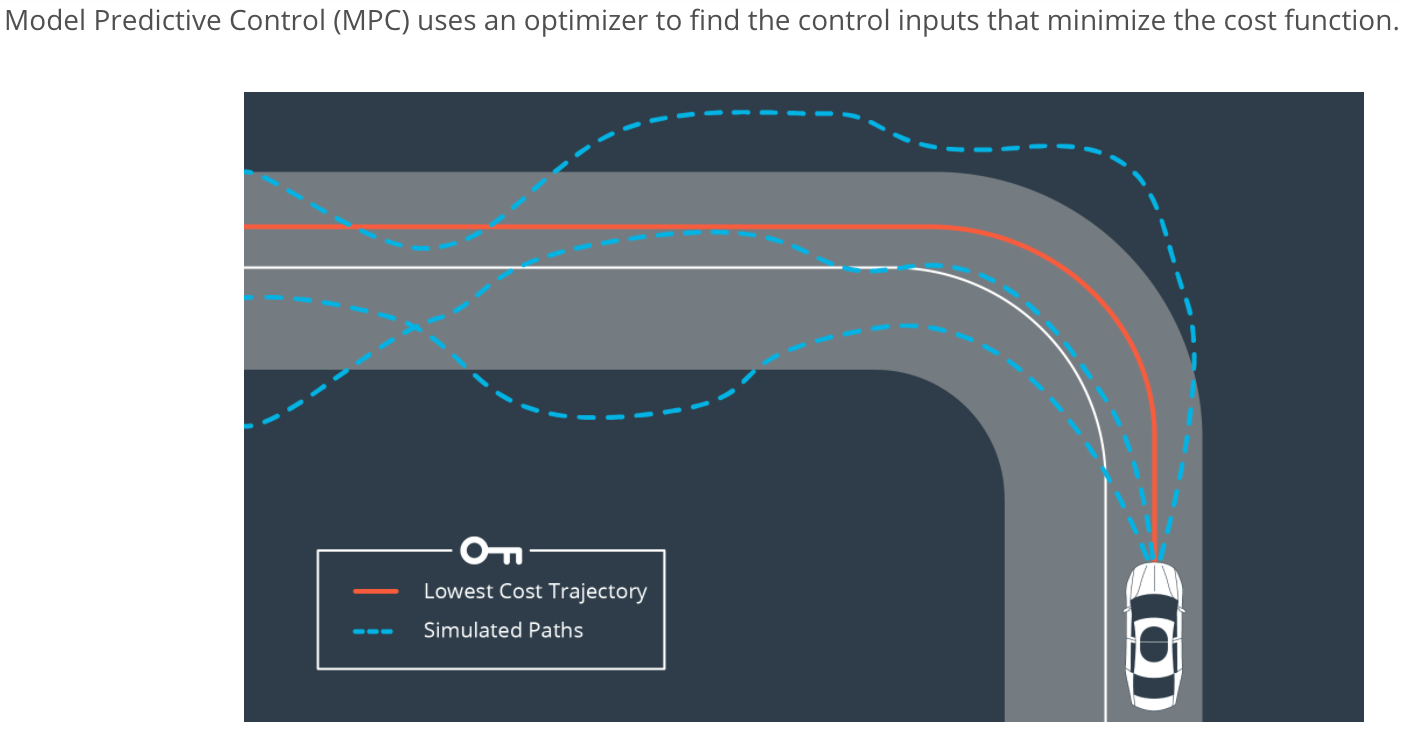 Model Predictive Control (MPC) uses an optimizer to find the control inputs that minimize the cost function.
Lowest Cost Trajectory
Simulated Paths